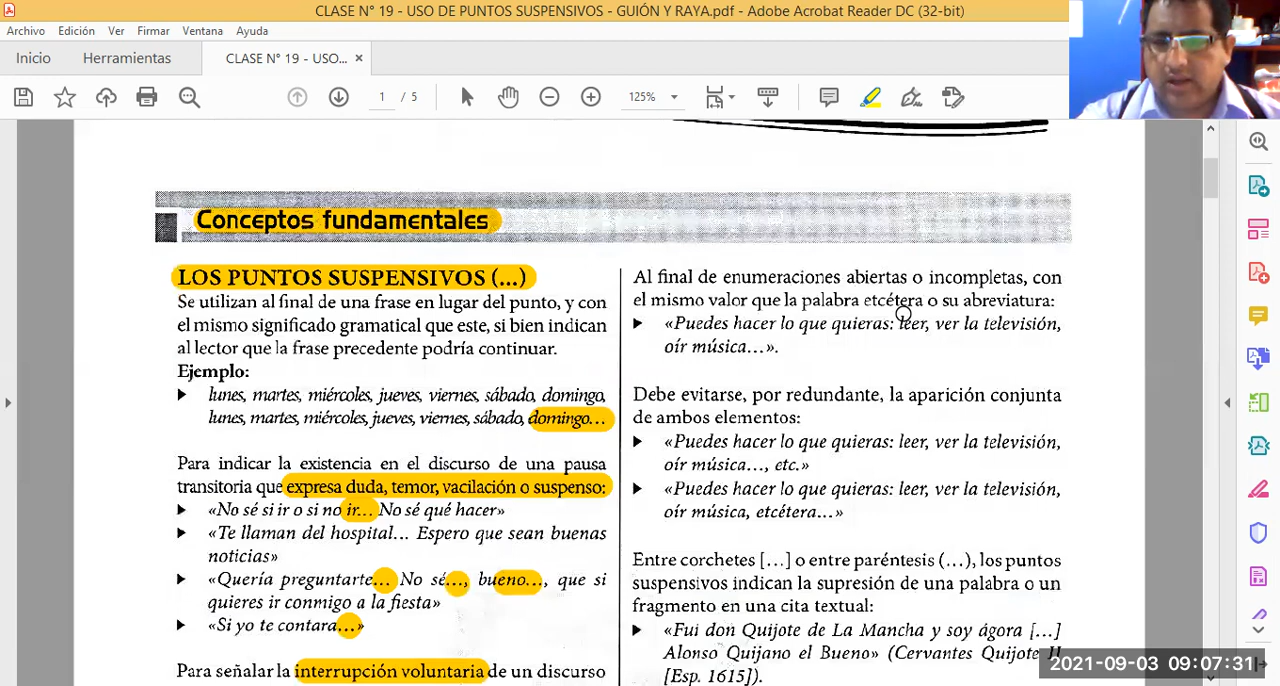 CLASE N° 19 - USO DE PUNTOS SUSPENSIVOS - GUIÓN Y RAYA.pdf - Adobe Acrobat Reader DC (32-bit)
Archivo Edición Ver Firmar Ventana Ayuda
Inicio Herramientas CLASE N° 19 - USO... ×
1 / 5 125%
Conceptos fundamentales
LOS PUNTOS SUSPENSIVOS (...)
Se utilizan al final de una frase en lugar del punto, y con
el mismo significado gramatical que este, si bien indican
al lector que la frase precedente podría continuar.
Ejemplo:
lunes, martes, miércoles, jueves, viernes, sábado, domingo,
lunes, martes, miércoles, jueves, viernes, sábado, domingo...
Para indicar la existencia en el discurso de una pausa
transitoria que expresa duda, temor, vacilación o suspenso:
«No sé si ir o si no ir... No sé qué hacer»
«Te llaman del hospital... Espero que sean buenas
noticias»
«Quería preguntarte... No sé..., bueno..., que si
quieres ir conmigo a la fiesta»
«Si yo te contara...»
Para señalar la interrupción voluntaria de un discurso
Al final de enumeraciones abiertas o incompletas, con
el mismo valor que la palabra etcétera o su abreviatura:
«Puedes hacer lo que quieras: leer, ver la televisión,
oír música...».
Debe evitarse, por redundante, la aparición conjunta
de ambos elementos:
«Puedes hacer lo que quieras: leer, ver la televisión,
oír música..., etc.»
«Puedes hacer lo que quieras: leer, ver la televisión,
oír música, etcétera...»
Entre corchetes [...] o entre paréntesis (...), los puntos
suspensivos indican la supresión de una palabra o un
fragmento en una cita textual:
«Fui don Quijote de La Mancha y soy ágora [...]
Alonso Quijano el Bueno» (Cervantes Quijote II
[Esp. 1615]).
2021-09-03 09:07:31